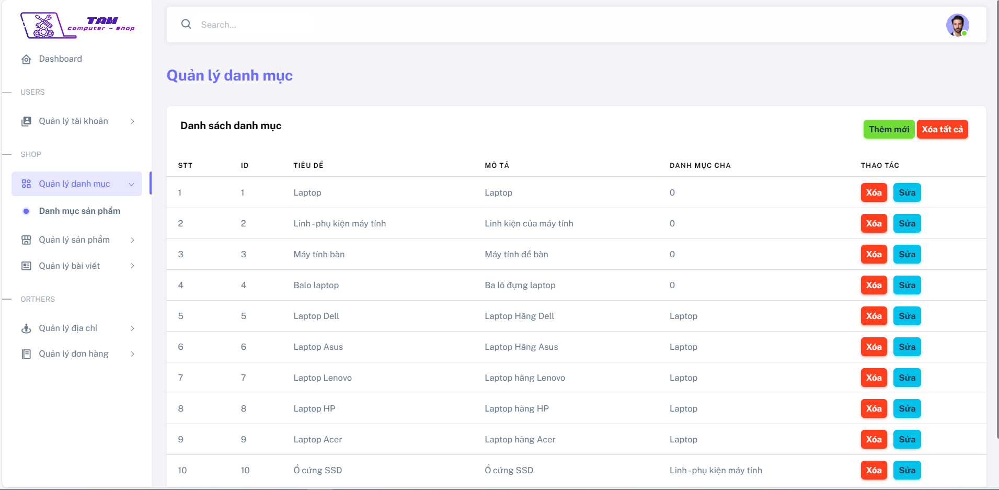 TAM
Computer - Shop
Search...
Dashboard
USERS
Quản lý tài khoản
SHOP
Quản lý danh mục
Danh mục sản phẩm
Quản lý sản phẩm
Quản lý bài viết
ORTHERS
Quản lý địa chỉ
Quản lý đơn hàng
Quản lý danh mục
Danh sách danh mục
Thêm mới Xóa tất cả
STT ID TIÊU DỀ MÔ TẢ DANH MỤC CHA THAO TÁC
1 1 Laptop Laptop 0 Xóa Sửa
2 2 Linh - phụ kiện máy tính Linh kiện của máy tính 0 Xóa Sửa
3 3 Máy tính bàn Máy tính để bàn 0 Xóa Sửa
4 4 Balo laptop Ba lô đựng laptop 0 Xóa Sửa
5 5 Laptop Dell Laptop Hãng Dell Laptop Xóa Sửa
6 6 Laptop Asus Laptop Hãng Asus Laptop Xóa Sửa
7 7 Laptop Lenovo Laptop hãng Lenovo Laptop Xóa Sửa
8 8 Laptop HP Laptop hãng HP Laptop Xóa Sửa
9 9 Laptop Acer Laptop hãng Acer Laptop Xóa Sửa
10 10 Ổ cứng SSD Ổ cứng SSD Linh - phụ kiện máy tính Xóa Sửa